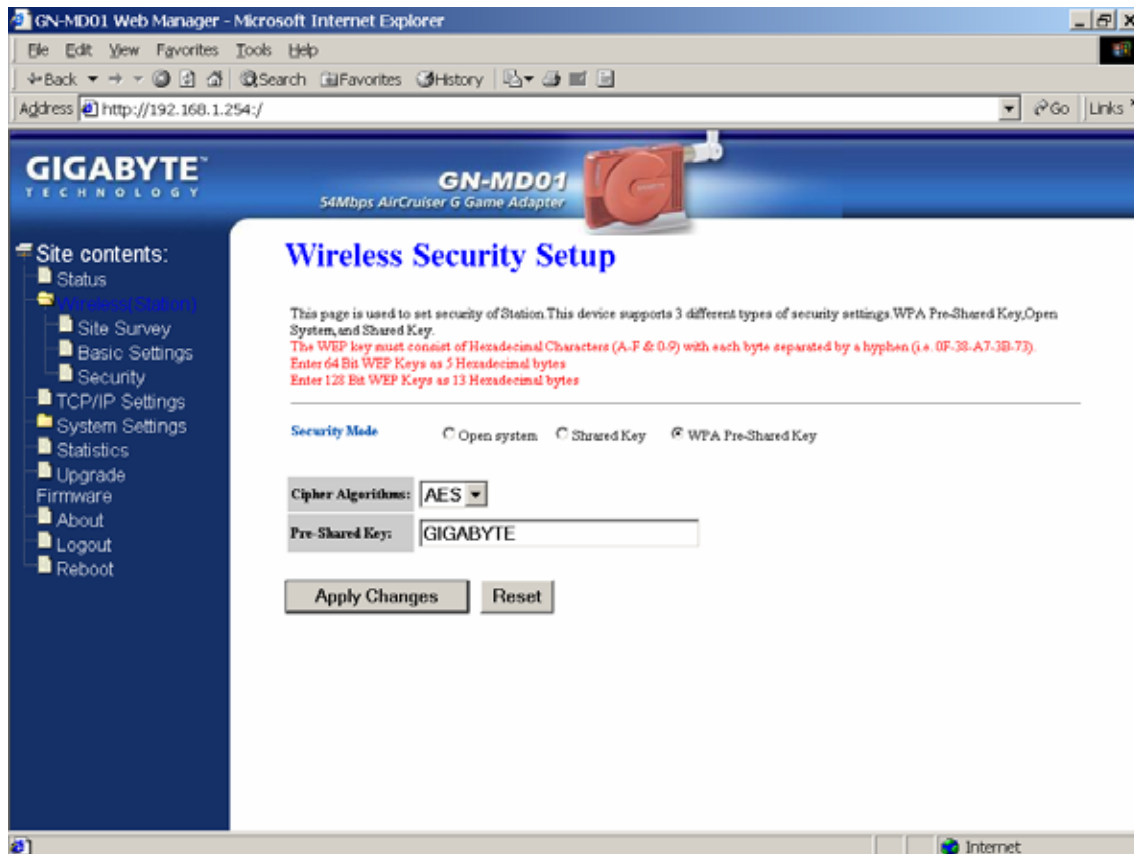 GN-MD01 Web Manager - Microsoft Internet Explorer
File Edit View Favorites Tools Help
Back Search Favorites History
Address http://192.168.1.254:/ Go Links
GIGABYTE™
TECHNOLOGY
GN-MD01
54Mbps AirCruiser G Game Adapter
Site contents:
Status
Wireless(Station)
Site Survey
Basic Settings
Security
TCP/IP Settings
System Settings
Statistics
Upgrade
Firmware
About
Logout
Reboot
Wireless Security Setup
This page is used to set security of Station.This device supports 3 different types of security settings.WPA Pre-Shared Key,Open
System,and Shared Key.
The WEP key must consist of Hexadecimal Characters (A-F & 0-9) with each byte separated by a hyphen (i.e. 0F-38-A7-3B-73).
Enter 64 Bit WEP Keys as 5 Hexadecimal bytes
Enter 128 Bit WEP Keys as 13 Hexadecimal bytes
Security Mode Open system Shrared Key WPA Pre-Shared Key
Cipher Algorithms: AES
Pre-Shared Key: GIGABYTE
Apply Changes Reset
Internet